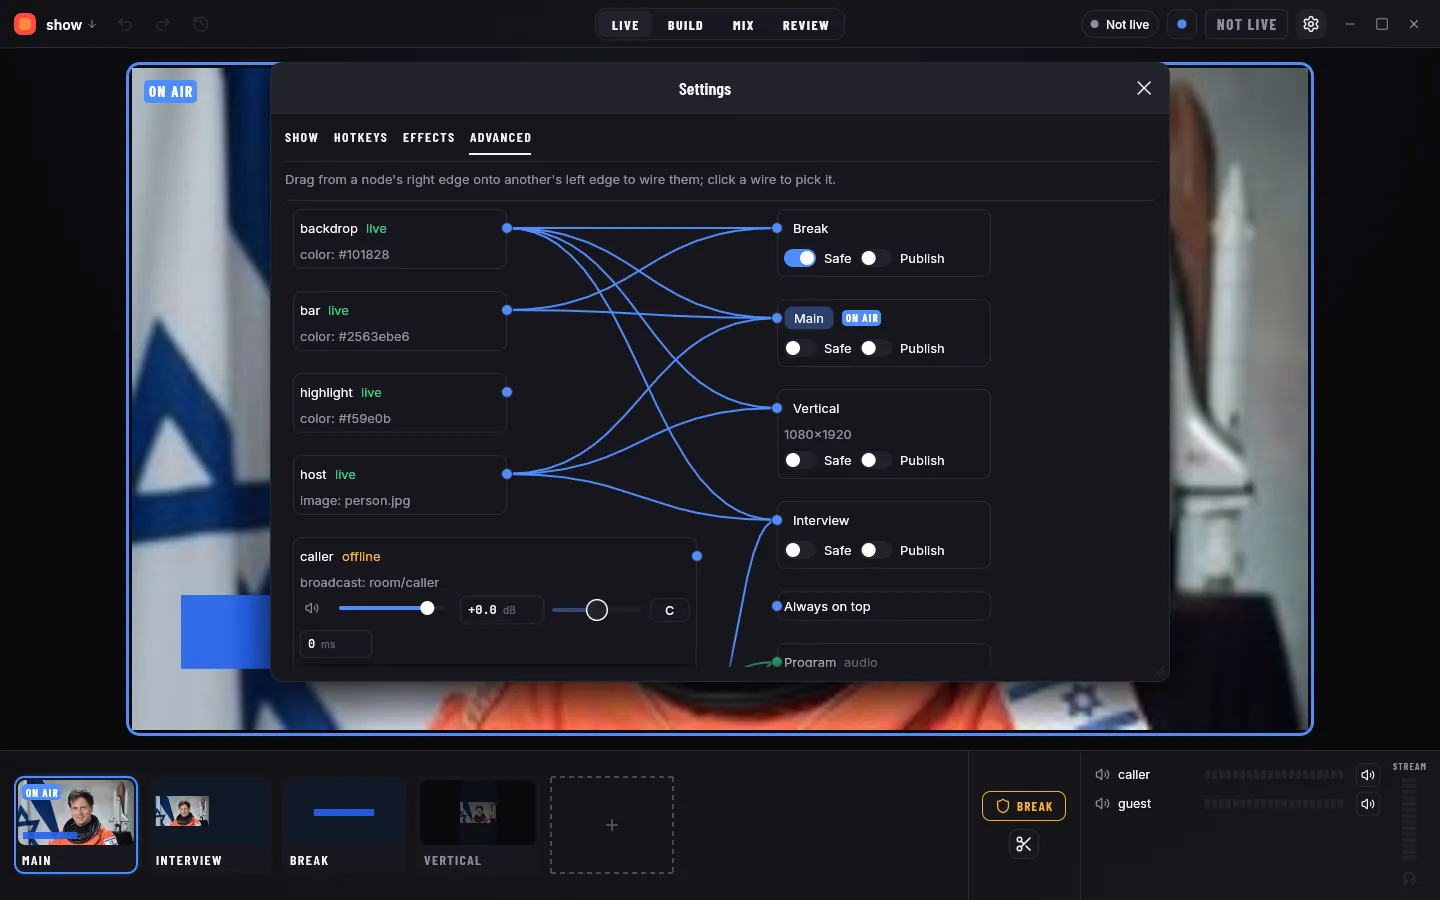 show
LIVE
BUILD
MIX
REVIEW
Not live
NOT LIVE
ON AIR
Settings
SHOW
HOTKEYS
EFFECTS
ADVANCED
Drag from a node's right edge onto another's left edge to wire them; click a wire to pick it.
backdrop live
color: #101828
bar live
color: #2563ebe6
highlight live
color: #f59e0b
host live
image: person.jpg
caller offline
broadcast: room/caller
+0.0 dB
C
0 ms
Break
Safe Publish
Main ON AIR
Safe Publish
Vertical
1080×1920
Safe Publish
Interview
Safe Publish
Always on top
Program audio
ON AIR
MAIN
INTERVIEW
BREAK
VERTICAL
+
BREAK
caller
guest
STREAM